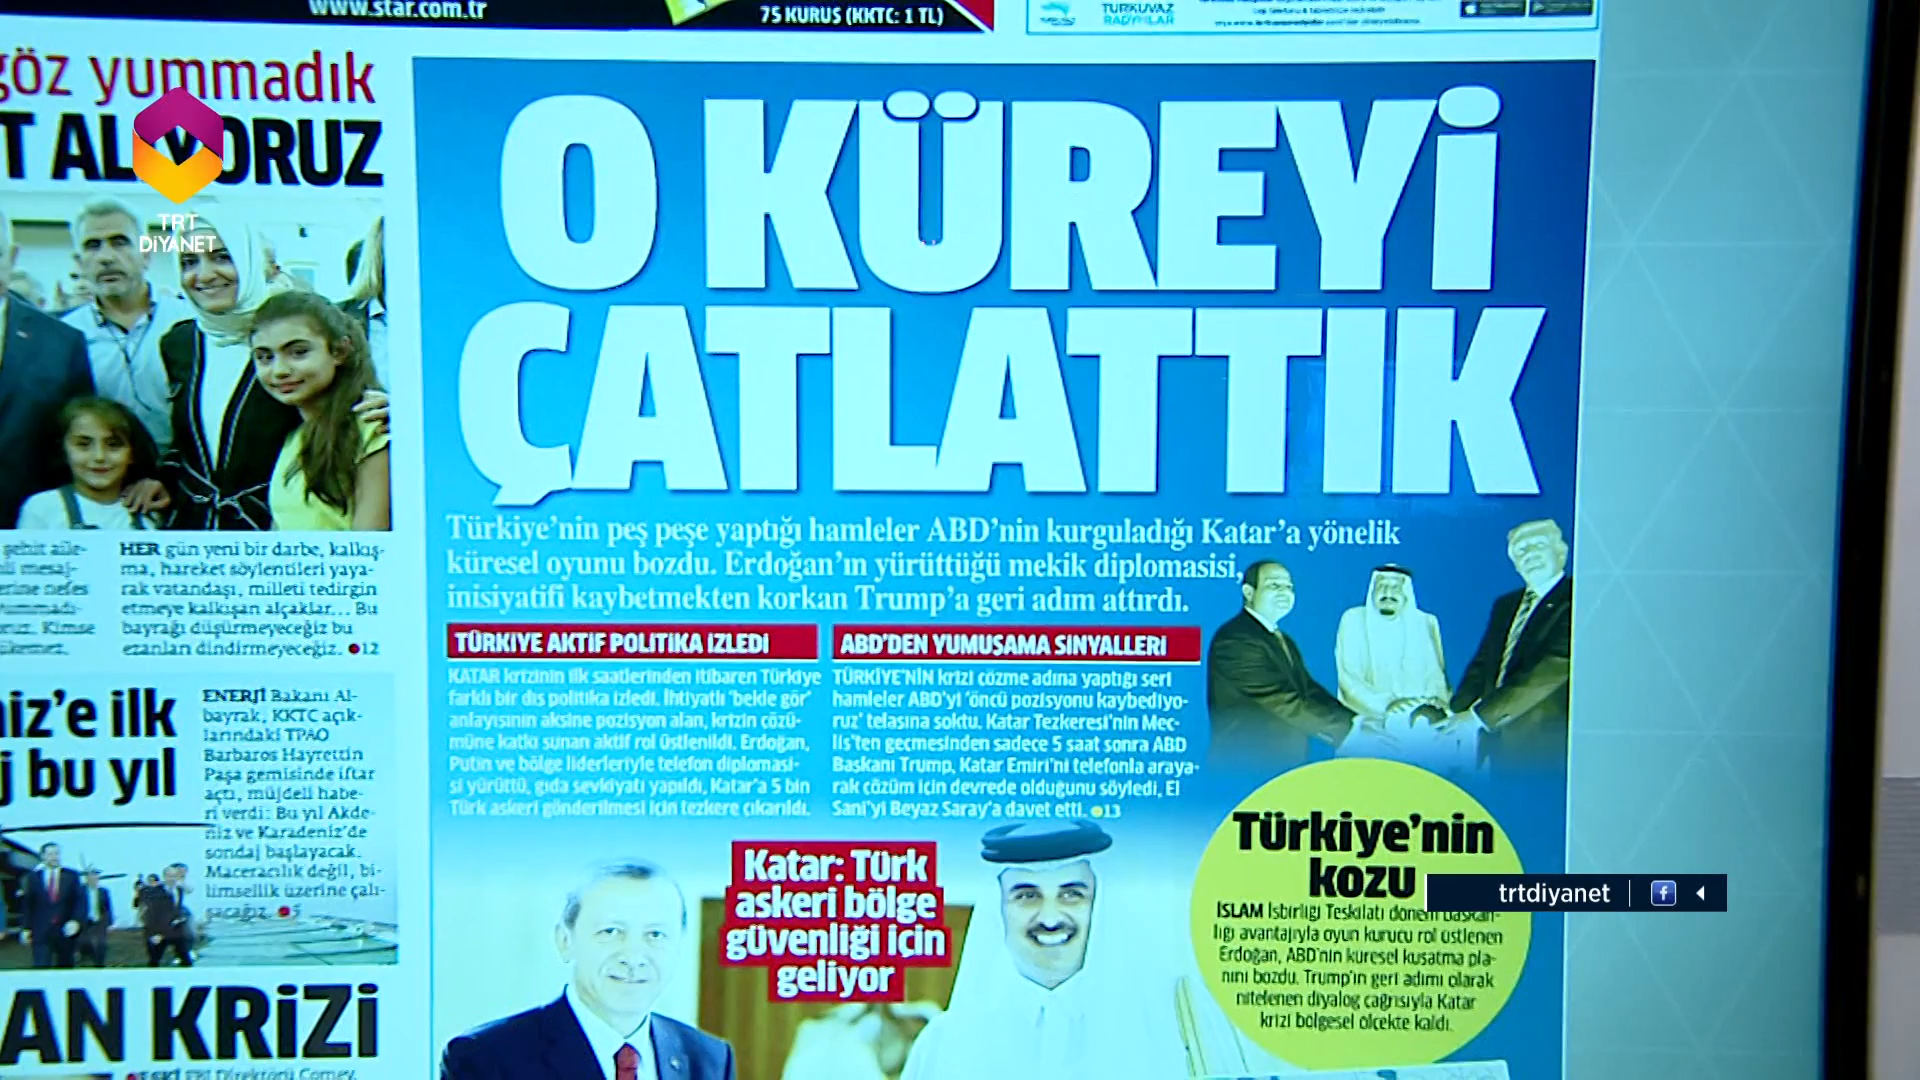 www.star.com.tr
75 KURUŞ (KKTC: 1 TL)
TURKUVAZ
RADYOLAR
göz yummadık
T ALIYORUZ
TRT
DİYANET
şehit aile-
HER gün yeni bir darbe, kalkış-
ma, hareket söylentileri yaya-
rak vatandaşı, milleti tedirgin
etmeye kalkışan alçaklar... Bu
bayrağı düşürmeyeceğiz bu
ezanları dindirmeyeceğiz. 12
iz'e ilk
j bu yıl
ENERJİ Bakanı Al-
bayrak, KKTC açık-
larındaki TPAO
Barbaros Hayrettin
Paşa gemisinde iftar
açtı, müjdeli habe-
ri verdi: Bu yıl Akde-
niz ve Karadeniz'de
sondaj başlayacak.
Maceracılık değil, bi-
limsellik üzerine çalı-
şacağız. 5
AN KRİZİ
ESKİ FBI Direktörü Comey,
O KÜREYİ
ÇATLATTIK
Türkiye'nin peş peşe yaptığı hamleler ABD'nin kurguladığı Katar'a yönelik
küresel oyunu bozdu. Erdoğan'ın yürüttüğü mekik diplomasisi,
inisiyatifi kaybetmekten korkan Trump'a geri adım attırdı.
TÜRKİYE AKTİF POLİTİKA İZLEDİ
KATAR krizinin ilk saatlerinden itibaren Türkiye
farklı bir dış politika izledi. İhtiyatlı 'bekle gör'
anlayışının aksine pozisyon alan, krizin çözü-
müne katkı sunan aktif rol üstlenildi. Erdoğan,
Putin ve bölge liderleriyle telefon diplomasi-
si yürüttü, gıda sevkiyatı yapıldı, Katar'a 5 bin
Türk askeri gönderilmesi için tezkere çıkarıldı.
ABD'DEN YUMUŞAMA SİNYALLERİ
TÜRKİYE'NİN krizi çözme adına yaptığı seri
hamleler ABD'yi 'öncü pozisyonu kaybediyo-
ruz' telaşına soktu. Katar Tezkeresi'nin Mec-
lis'ten geçmesinden sadece 5 saat sonra ABD
Başkanı Trump, Katar Emiri'ni telefonla araya-
rak çözüm için devrede olduğunu söyledi, El
Sani'yi Beyaz Saray'a davet etti. 13
Katar: Türk
askeri bölge
güvenliği için
geliyor
Türkiye'nin
kozu
İSLAM İşbirliği Teşkilatı dönem başkan-
lığı avantajıyla oyun kurucu rol üstlenen
Erdoğan, ABD'nin küresel kuşatma pla-
nını bozdu. Trump'ın geri adımı olarak
nitelenen diyalog çağrısıyla Katar
krizi bölgesel ölçekte kaldı.
trtdiyanet